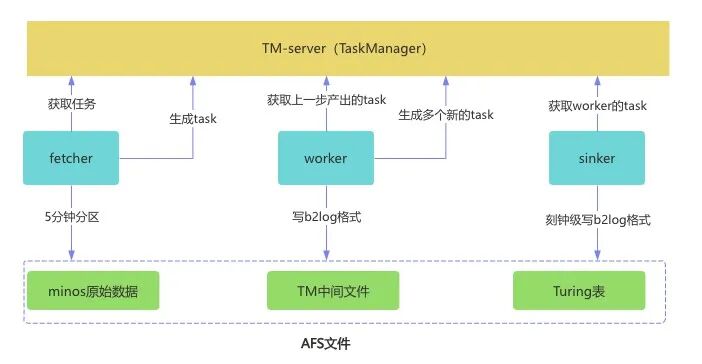 TM-server（TaskManager）
获取任务
生成task
获取上一步产出的task
生成多个新的task
获取worker的task
fetcher
worker
sinker
5分钟分区
写b2log格式
刻钟级写b2log格式
minos原始数据
TM中间文件
Turing表
AFS文件